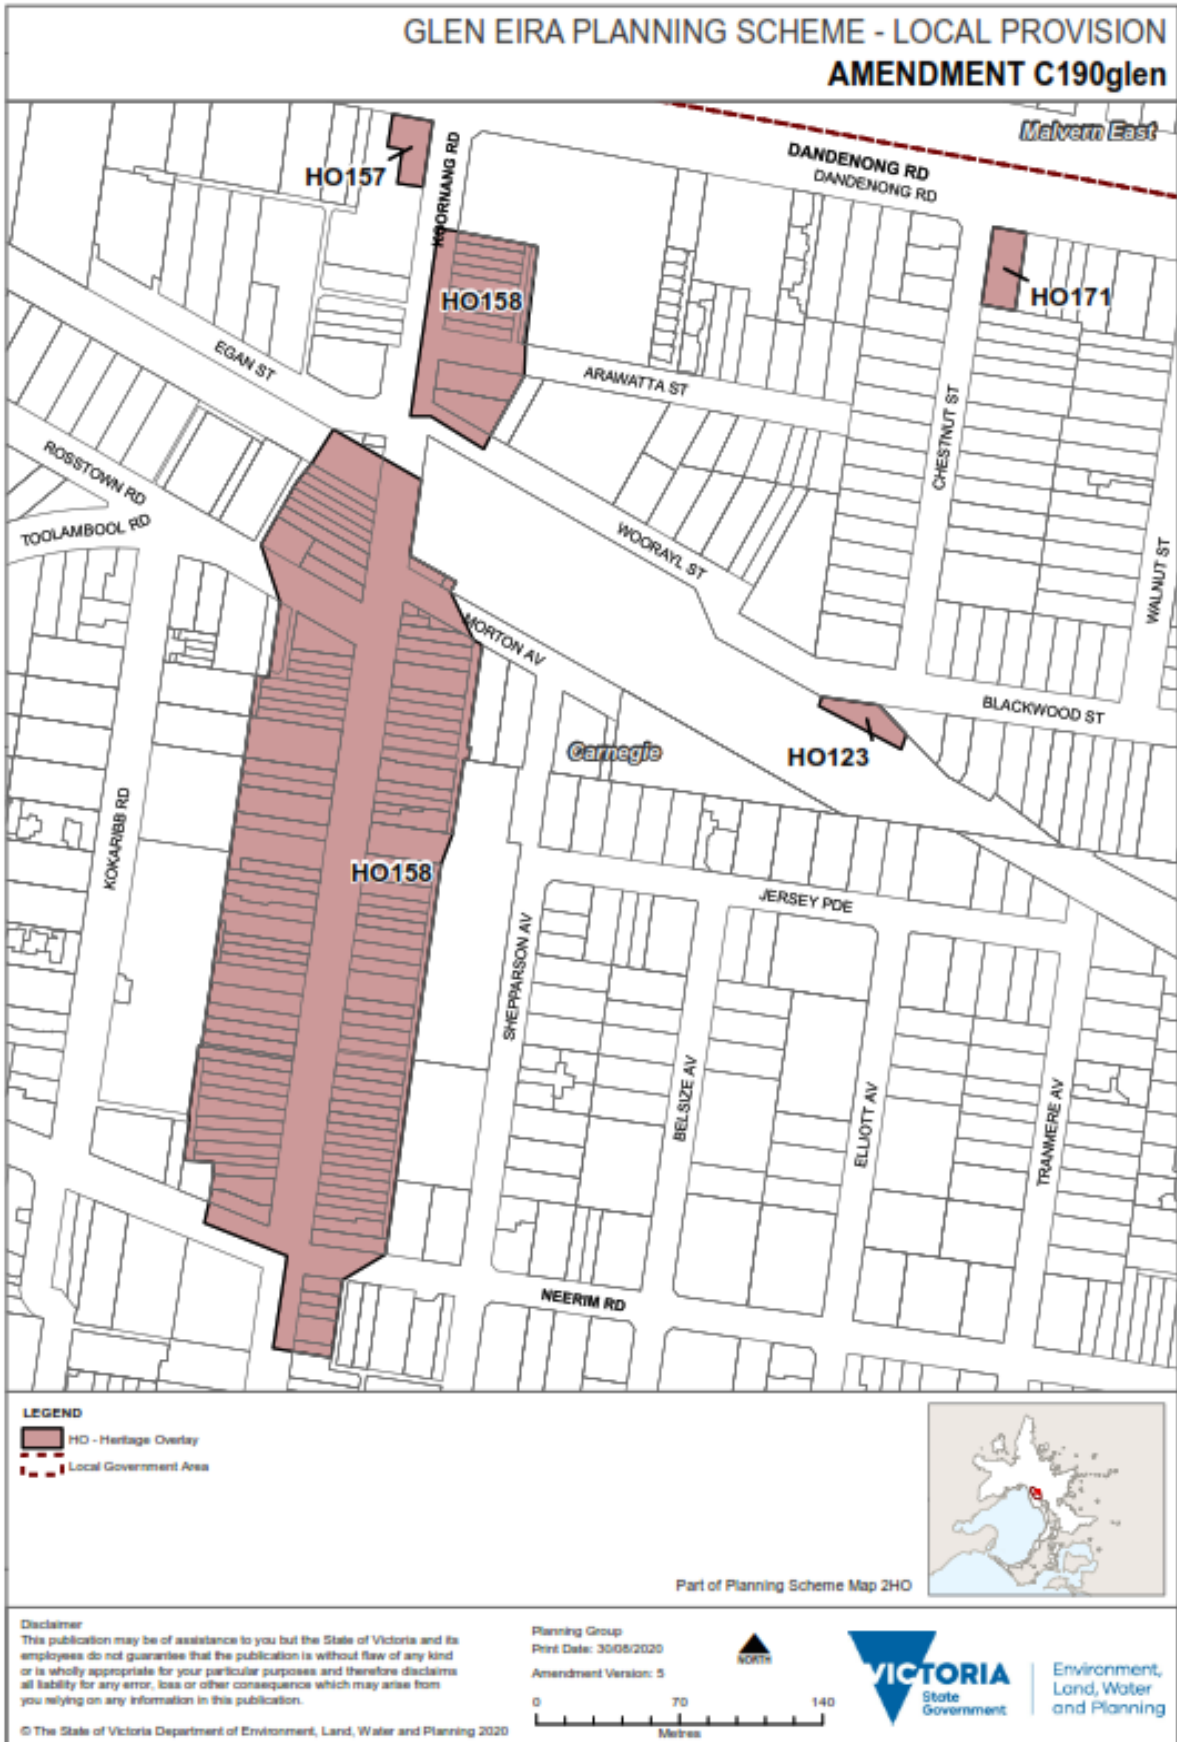 GLEN EIRA PLANNING SCHEME - LOCAL PROVISION
AMENDMENT C190glen
Malvern East
DANDENONG RD
DANDENONG RD
HO157
KOORNANG RD
HO158
HO171
EGAN ST
ARAWATTA ST
CHESTNUT ST
ROSSTOWN RD
TOOLAMBOOL RD
WOORAYL ST
WALNUT ST
MORTON AV
BLACKWOOD ST
Carnegie
HO123
KOKARIBB RD
HO158
JERSEY PDE
SHEPPARSON AV
BELSIZE AV
ELLIOTT AV
TRANMERE AV
NEERIM RD
LEGEND
HO - Heritage Overlay
Local Government Area
Part of Planning Scheme Map 2HO
Disclaimer
This publication may be of assistance to you but the State of Victoria and its
employees do not guarantee that the publication is without flaw of any kind
or is wholly appropriate for your particular purposes and therefore disclaims
all liability for any error, loss or other consequence which may arise from
you relying on any information in this publication.
© The State of Victoria Department of Environment, Land, Water and Planning 2020
Planning Group
Print Date: 30/06/2020
Amendment Version: 5
0 70 140
Metres
NORTH
VICTORIA
State
Government
Environment,
Land, Water
and Planning